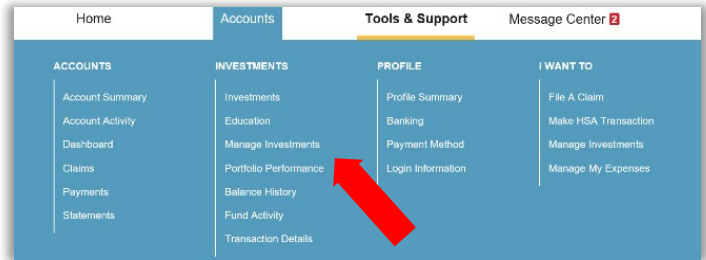 Home Accounts Tools & Support Message Center 2
ACCOUNTS
Account Summary
Account Activity
Dashboard
Claims
Payments
Statements
INVESTMENTS
Investments
Education
Manage Investments
Portfolio Performance
Balance History
Fund Activity
Transaction Details
PROFILE
Profile Summary
Banking
Payment Method
Login Information
I WANT TO
File A Claim
Make HSA Transaction
Manage Investments
Manage My Expenses